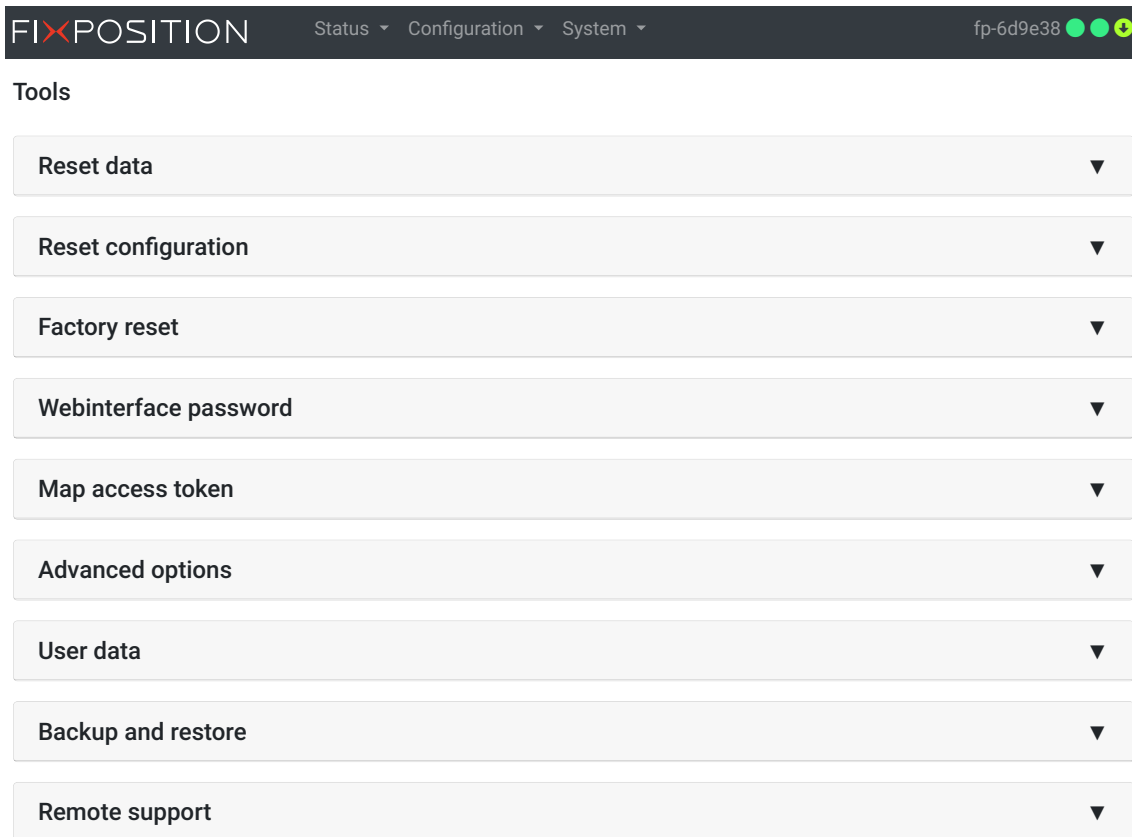 FIXPOSITION Status Configuration System fp-6d9e38
Tools
Reset data
Reset configuration
Factory reset
Webinterface password
Map access token
Advanced options
User data
Backup and restore
Remote support